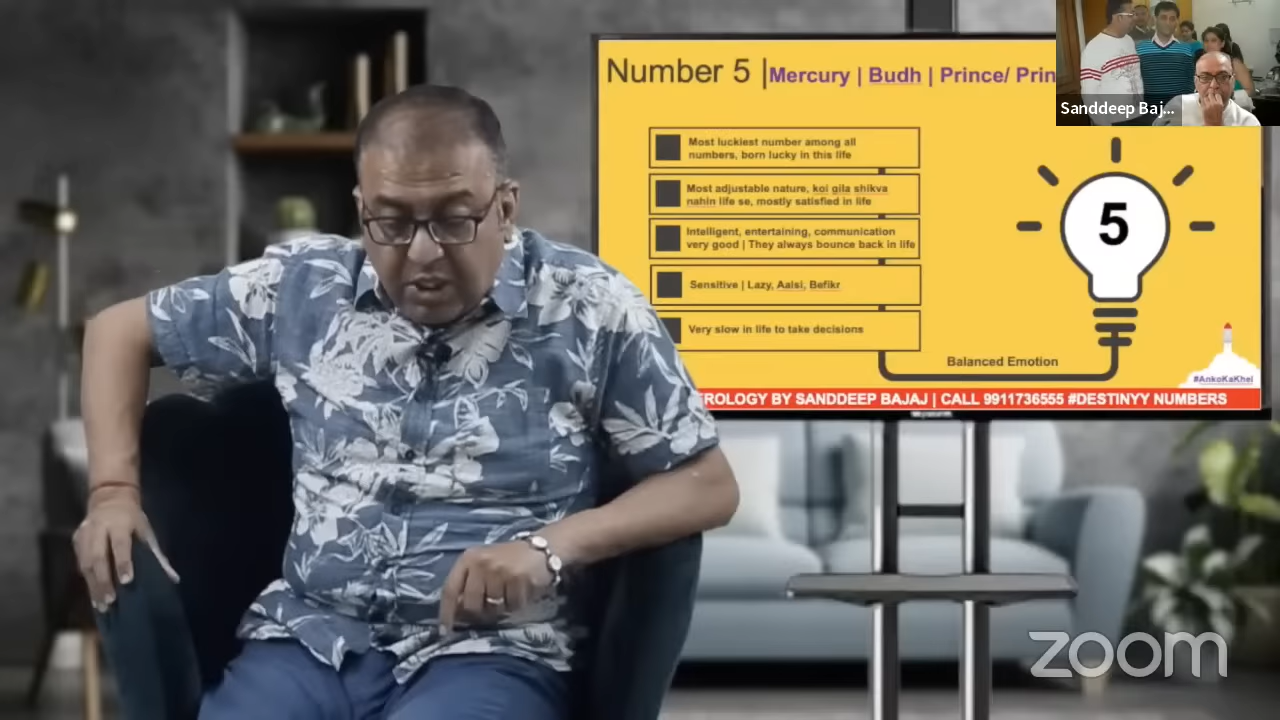 Number 5 | Mercury | Budh | Prince/ Prin
Sanddeep Baj...
Most luckiest number among all
numbers, born lucky in this life
Most adjustable nature, koi gila shikva
nahin life se, mostly satisfied in life
Intelligent, entertaining, communication
very good | They always bounce back in life
Sensitive | Lazy, Aalsi, Befikr
Very slow in life to take decisions
5
Balanced Emotion
#AnkoKaKhel
EROLOGY BY SANDDEEP BAJAJ | CALL 9911736555 #DESTINYY NUMBERS
zoom